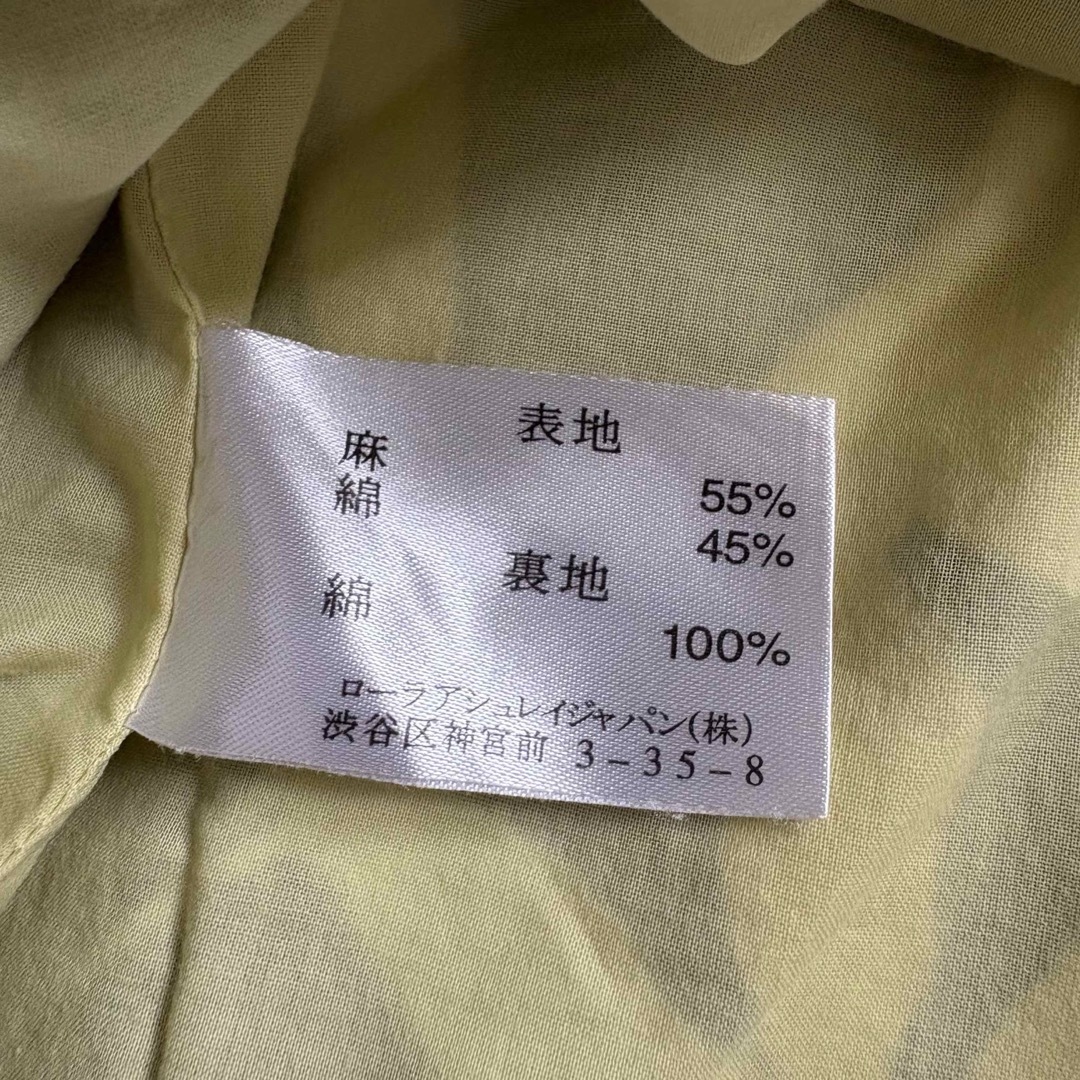 表地
麻 55%
綿 45%
裏地
綿 100%
ローラアシュレイジャパン(株)
渋谷区神宮前 3-35-8